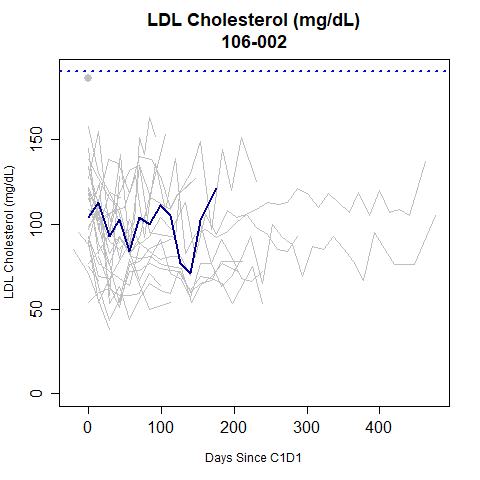 LDL Cholesterol (mg/dL)
106-002
LDL Cholesterol (mg/dL)
150
100
50
0
0 100 200 300 400
Days Since C1D1